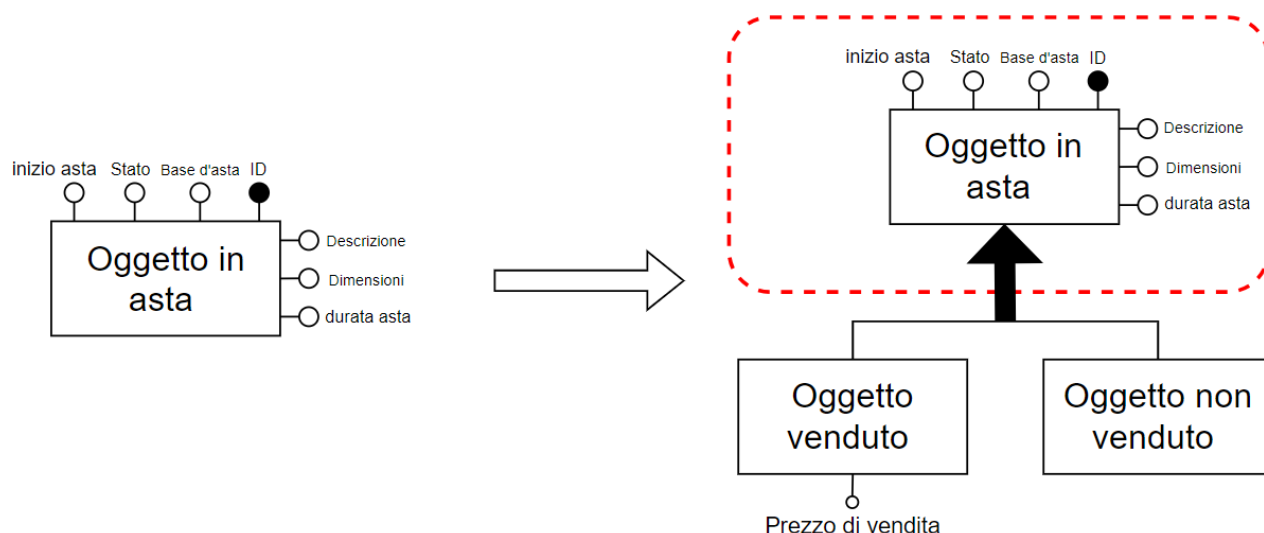 inizio asta Stato Base d'asta ID
Oggetto in
asta
Descrizione
Dimensioni
durata asta
inizio asta Stato Base d'asta ID
Oggetto in
asta
Descrizione
Dimensioni
durata asta
Oggetto
venduto
Oggetto non
venduto
Prezzo di vendita